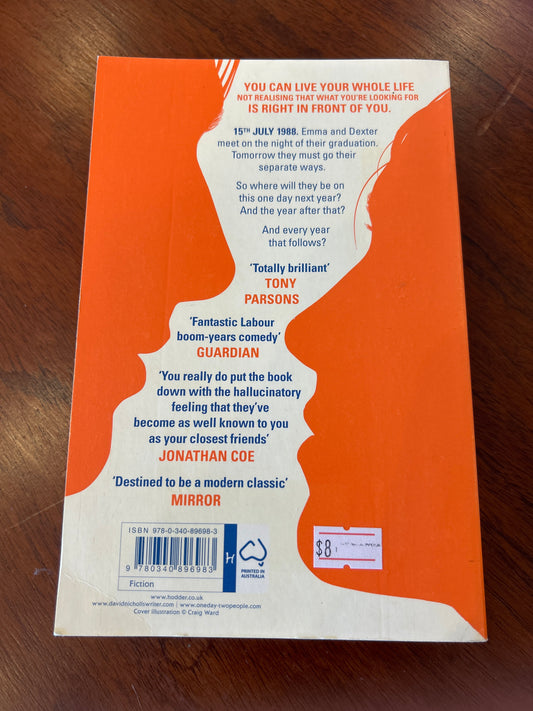 YOU CAN LIVE YOUR WHOLE LIFE
NOT REALISING THAT WHAT YOU'RE LOOKING FOR
IS RIGHT IN FRONT OF YOU.
15TH JULY 1988. Emma and Dexter
meet on the night of their graduation.
Tomorrow they must go their
separate ways.
So where will they be on
this one day next year?
And the year after that?
And every year
that follows?
'Totally brilliant'
TONY
PARSONS
'Fantastic Labour
boom-years comedy'
GUARDIAN
'You really do put the book
down with the hallucinatory
feeling that they've
become as well known to you
as your closest friends'
JONATHAN COE
'Destined to be a modern classic'
MIRROR
ISBN 978-0-340-89698-3
9 780340 896983
Fiction
H
PRINTED IN
AUSTRALIA
$8
www.hodder.co.uk
www.davidnichollswriter.com | www.oneday-twopeople.com
Cover illustration © Craig Ward